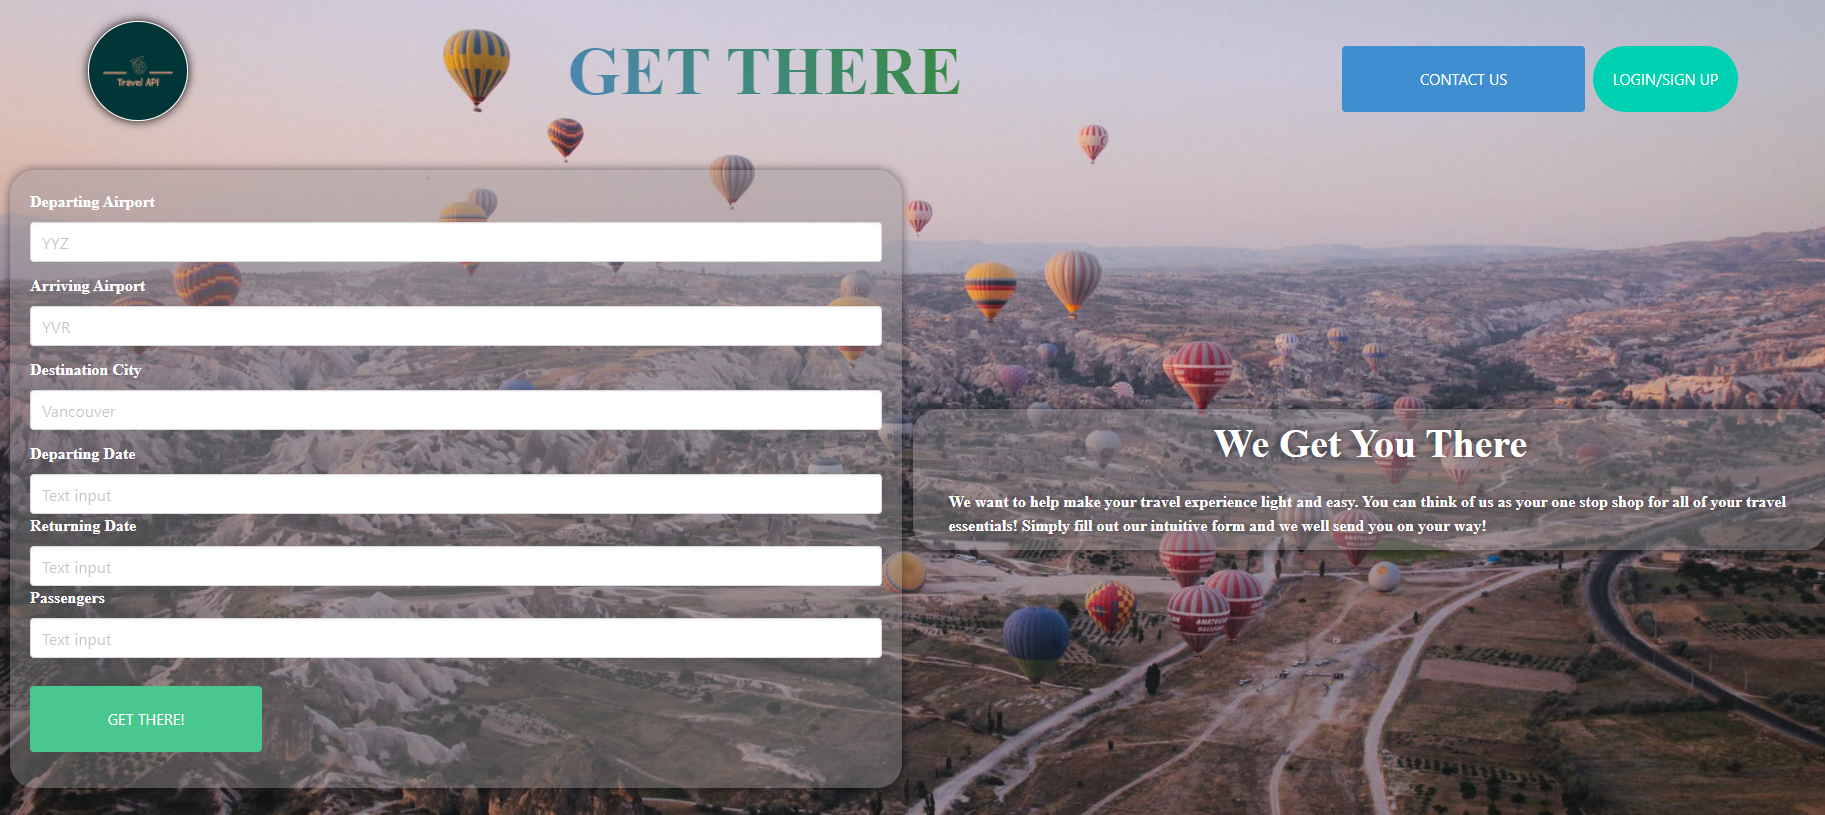 Travel API
GET THERE
CONTACT US
LOGIN/SIGN UP
Departing Airport
YYZ
Arriving Airport
YVR
Destination City
Vancouver
Departing Date
Text input
Returning Date
Text input
Passengers
Text input
GET THERE!
We Get You There
We want to help make your travel experience light and easy. You can think of us as your one stop shop for all of your travel
essentials! Simply fill out our intuitive form and we well send you on your way!